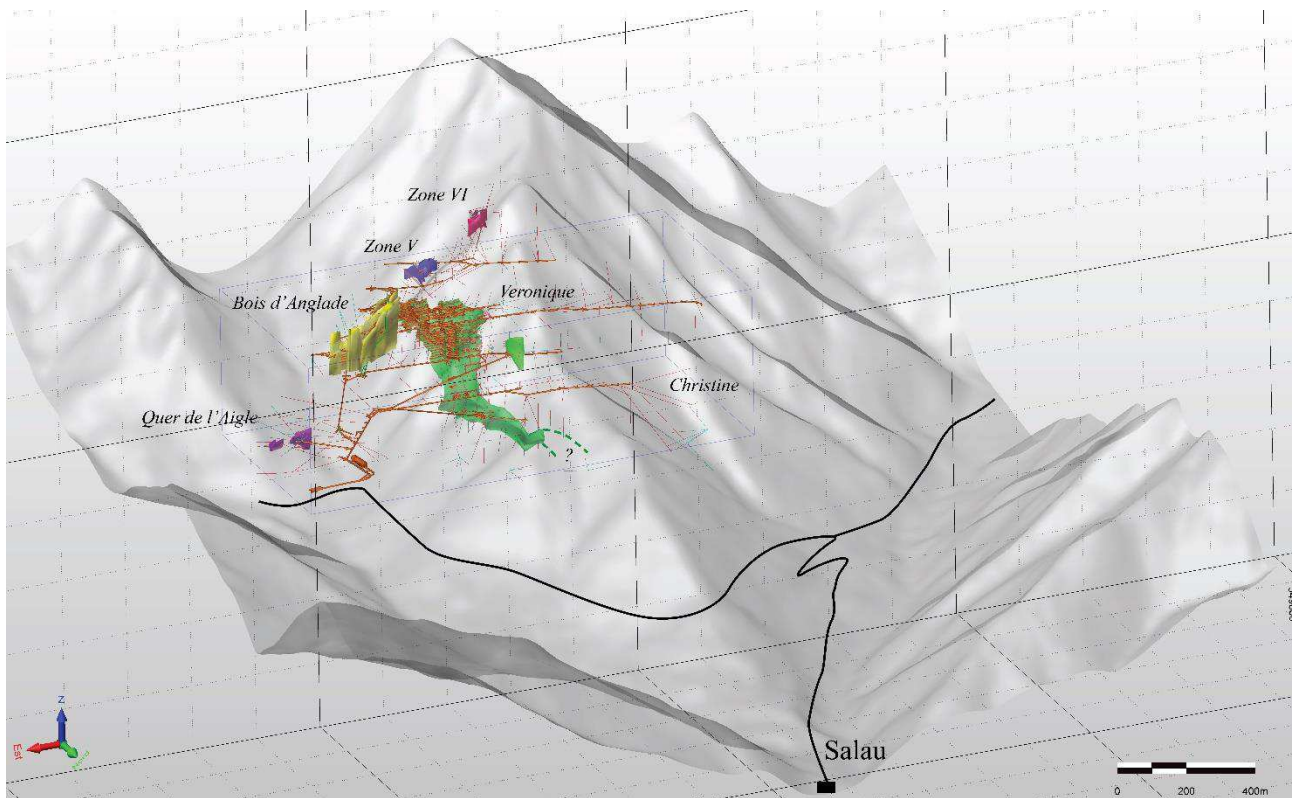 Zone VI
Zone V
Bois d'Anglade
Veronique
Christine
Quer de l'Aigle
?
Salau
Z
Est
0 200 400m